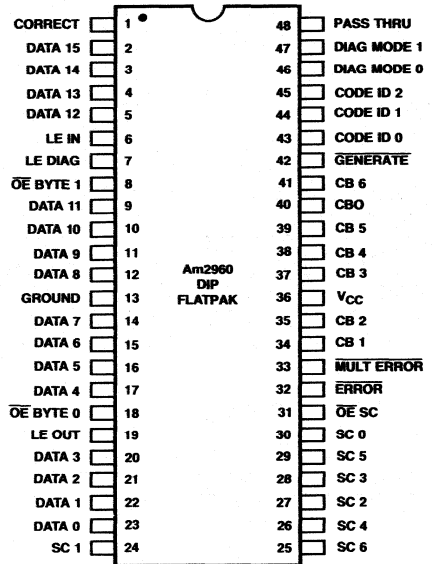 CORRECT 1 48 PASS THRU
DATA 15 2 47 DIAG MODE 1
DATA 14 3 46 DIAG MODE 0
DATA 13 4 45 CODE ID 2
DATA 12 5 44 CODE ID 1
LE IN 6 43 CODE ID 0
LE DIAG 7 42 GENERATE
OE BYTE 1 8 41 CB 6
DATA 11 9 40 CBO
DATA 10 10 39 CB 5
DATA 9 11 38 CB 4
DATA 8 12 37 CB 3
Am2960
DIP
FLATPAK
GROUND 13 36 VCC
DATA 7 14 35 CB 2
DATA 6 15 34 CB 1
DATA 5 16 33 MULT ERROR
DATA 4 17 32 ERROR
OE BYTE 0 18 31 OE SC
LE OUT 19 30 SC 0
DATA 3 20 29 SC 5
DATA 2 21 28 SC 3
DATA 1 22 27 SC 2
DATA 0 23 26 SC 4
SC 1 24 25 SC 6